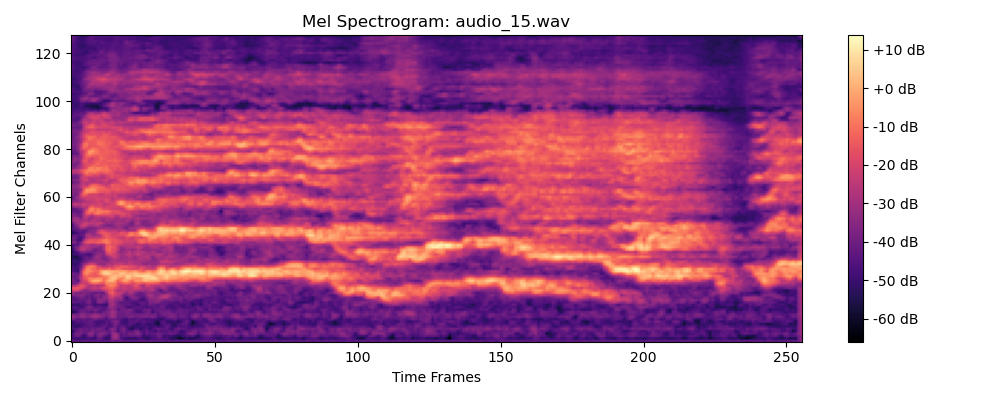 Mel Spectrogram: audio_15.wav
120
100
80
60
40
20
0
Mel Filter Channels
0 50 100 150 200 250
Time Frames
+10 dB
+0 dB
-10 dB
-20 dB
-30 dB
-40 dB
-50 dB
-60 dB